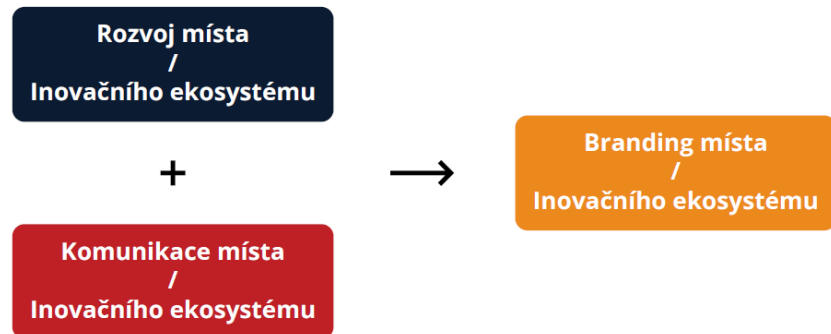 Rozvoj místa
/
Inovačního ekosystému
+
Komunikace místa
/
Inovačního ekosystému
Branding místa
/
Inovačního ekosystému